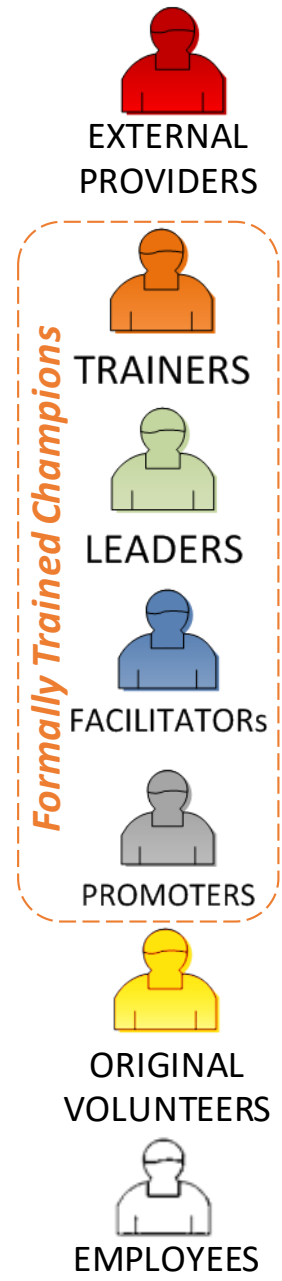 EXTERNAL
PROVIDERS
Formally Trained Champions
TRAINERS
LEADERS
FACILITATORs
PROMOTERS
ORIGINAL
VOLUNTEERS
EMPLOYEES